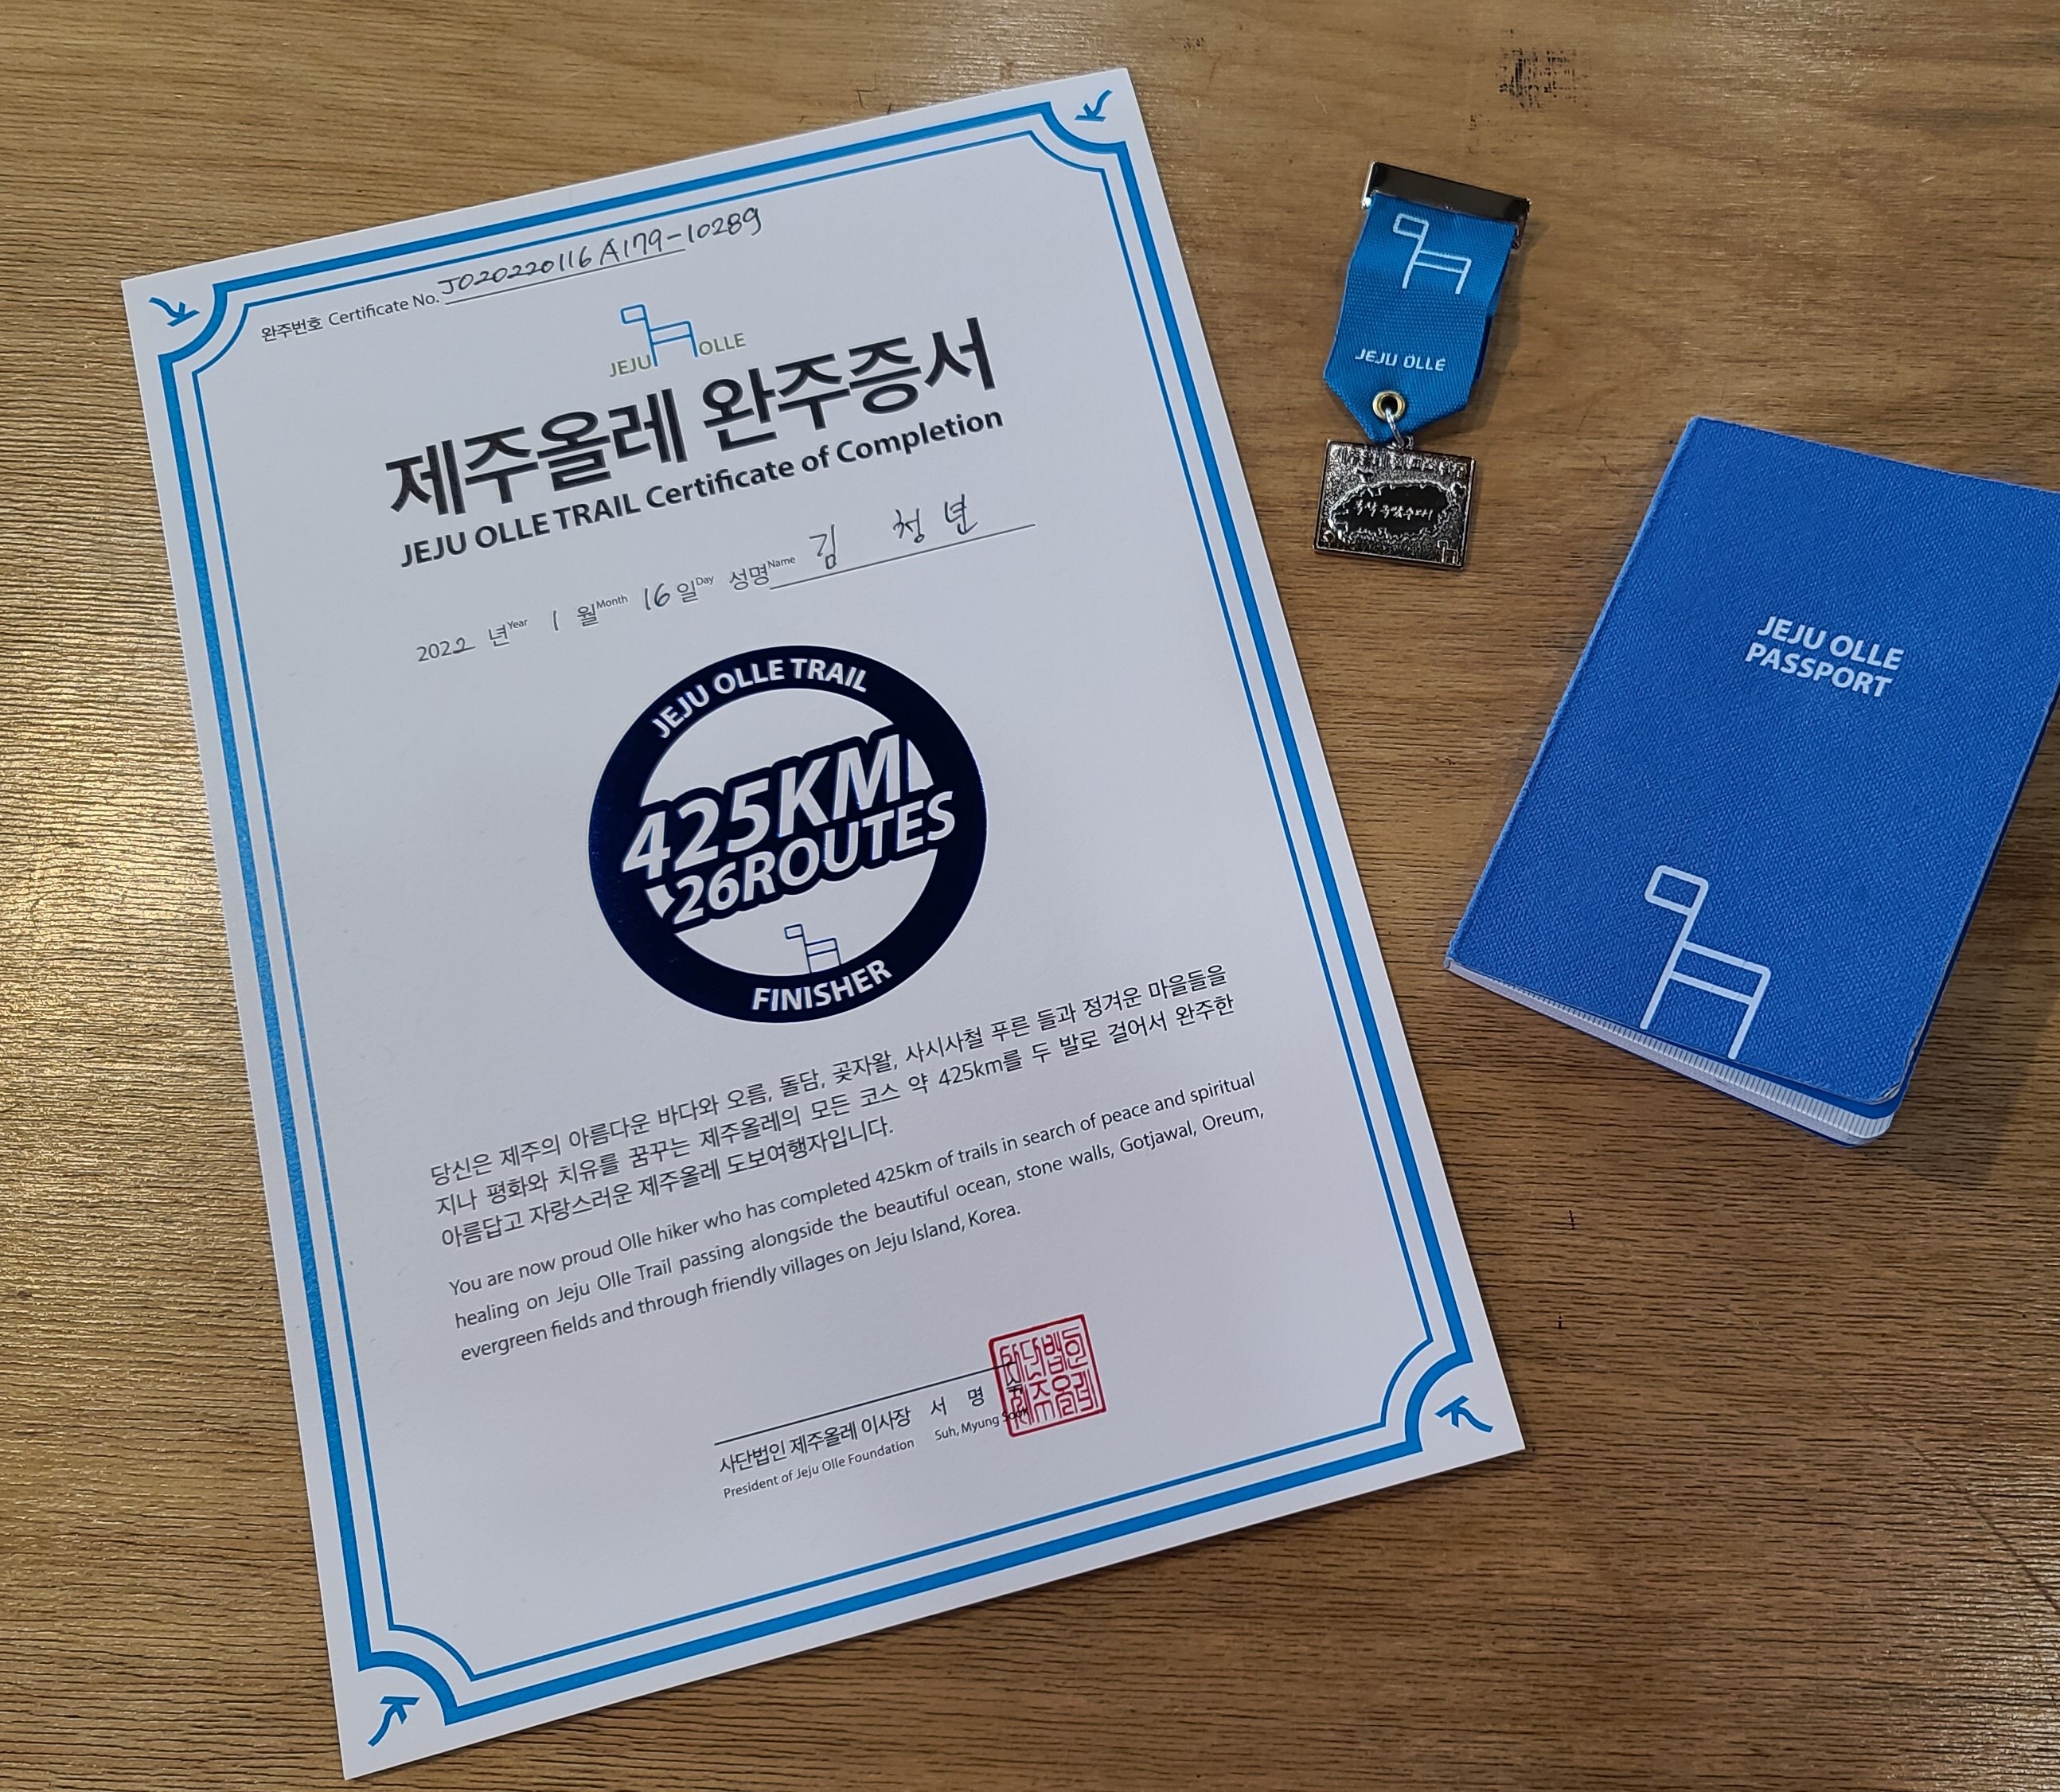 완주번호 Certificate No. JO20220116A179-10289
JEJU OLLE
제주올레 완주증서
JEJU OLLE TRAIL Certificate of Completion
2022 년Year 1 월Month 16 일Day 성명Name 김 청 년
JEJU OLLE TRAIL
425KM
26ROUTES
FINISHER
당신은 제주의 아름다운 바다와 오름, 돌담, 곶자왈, 사시사철 푸른 들과 정겨운 마을들을
지나 평화와 치유를 꿈꾸는 제주올레의 모든 코스 약 425km를 두 발로 걸어서 완주한
아름답고 자랑스러운 제주올레 도보여행자입니다.
You are now proud Olle hiker who has completed 425km of trails in search of peace and spiritual
healing on Jeju Olle Trail passing alongside the beautiful ocean, stone walls, Gotjawal, Oreum,
evergreen fields and through friendly villages on Jeju Island, Korea.
사단법인 제주올레 이사장 서 명 숙
President of Jeju Olle Foundation Suh, Myung Sook
사단법인
제주올레
JEJU OLLE
JEJU OLLE
PASSPORT